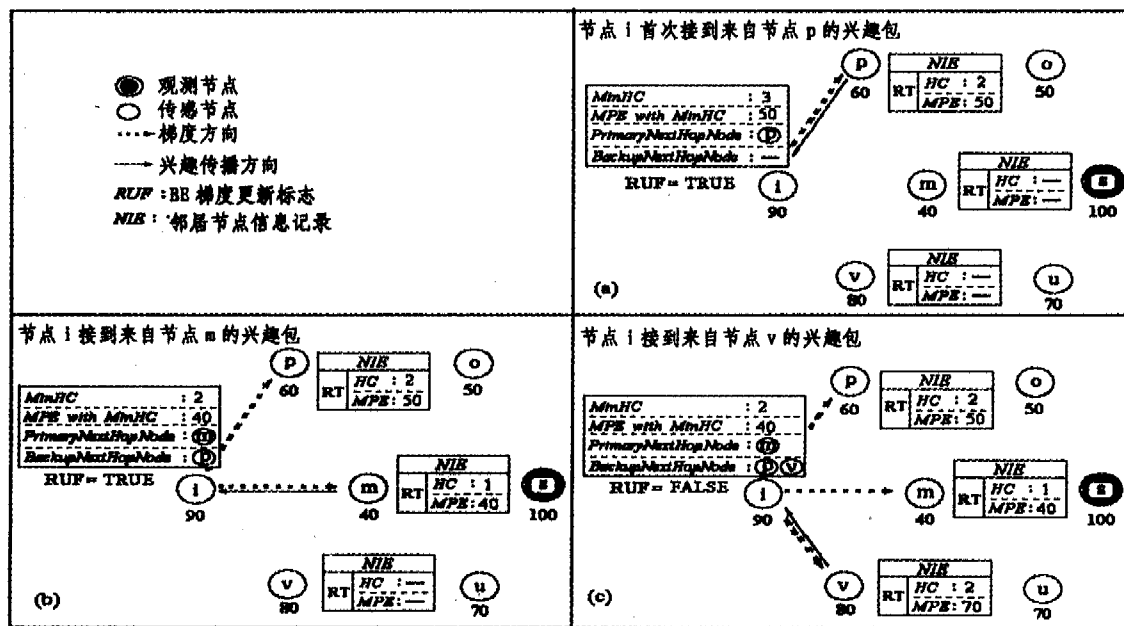 观测节点
传感节点
梯度方向
兴趣传播方向
RUF:BE 梯度更新标志
NIE: 邻居节点信息记录
节点 i 首次接到来自节点 p 的兴趣包
MinHC : 3
MPE with MinHC : 50
PrimaryNextHopNode : p
BackupNextHopNode : —
RUF= TRUE
i
90
p
60
NIE
RT
HC : 2
MPE: 50
o
50
m
40
NIE
RT
HC : —
MPE: —
s
100
v
80
NIE
RT
HC : —
MPE: —
u
70
(a)
节点 i 接到来自节点 m 的兴趣包
MinHC : 2
MPE with MinHC : 40
PrimaryNextHopNode : m
BackupNextHopNode : p
RUF= TRUE
i
90
p
60
NIE
RT
HC : 2
MPE: 50
o
50
m
40
NIE
RT
HC : 1
MPE: 40
s
100
v
80
NIE
RT
HC : —
MPE: —
u
70
(b)
节点 i 接到来自节点 v 的兴趣包
MinHC : 2
MPE with MinHC : 40
PrimaryNextHopNode : m
BackupNextHopNode : p v
RUF= FALSE
i
90
p
60
NIE
RT
HC : 2
MPE: 50
o
50
m
40
NIE
RT
HC : 1
MPE: 40
s
100
v
80
NIE
RT
HC : 2
MPE: 70
u
70
(c)